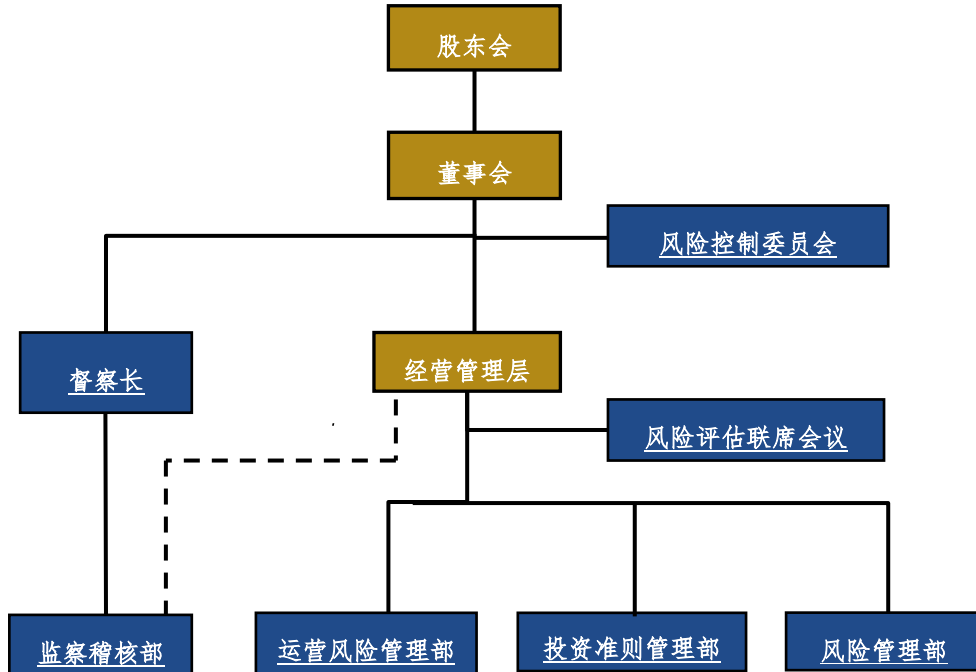 股东会
董事会
风险控制委员会
督察长
经营管理层
风险评估联席会议
监察稽核部
运营风险管理部
投资准则管理部
风险管理部